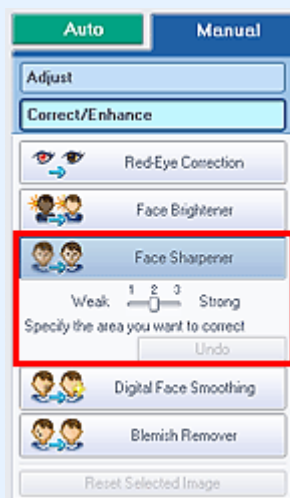 Auto Manual
Adjust
Correct/Enhance
Red-Eye Correction
Face Brightener
Face Sharpener
1 2 3
Weak Strong
Specify the area you want to correct
Undo
Digital Face Smoothing
Blemish Remover
Reset Selected Image